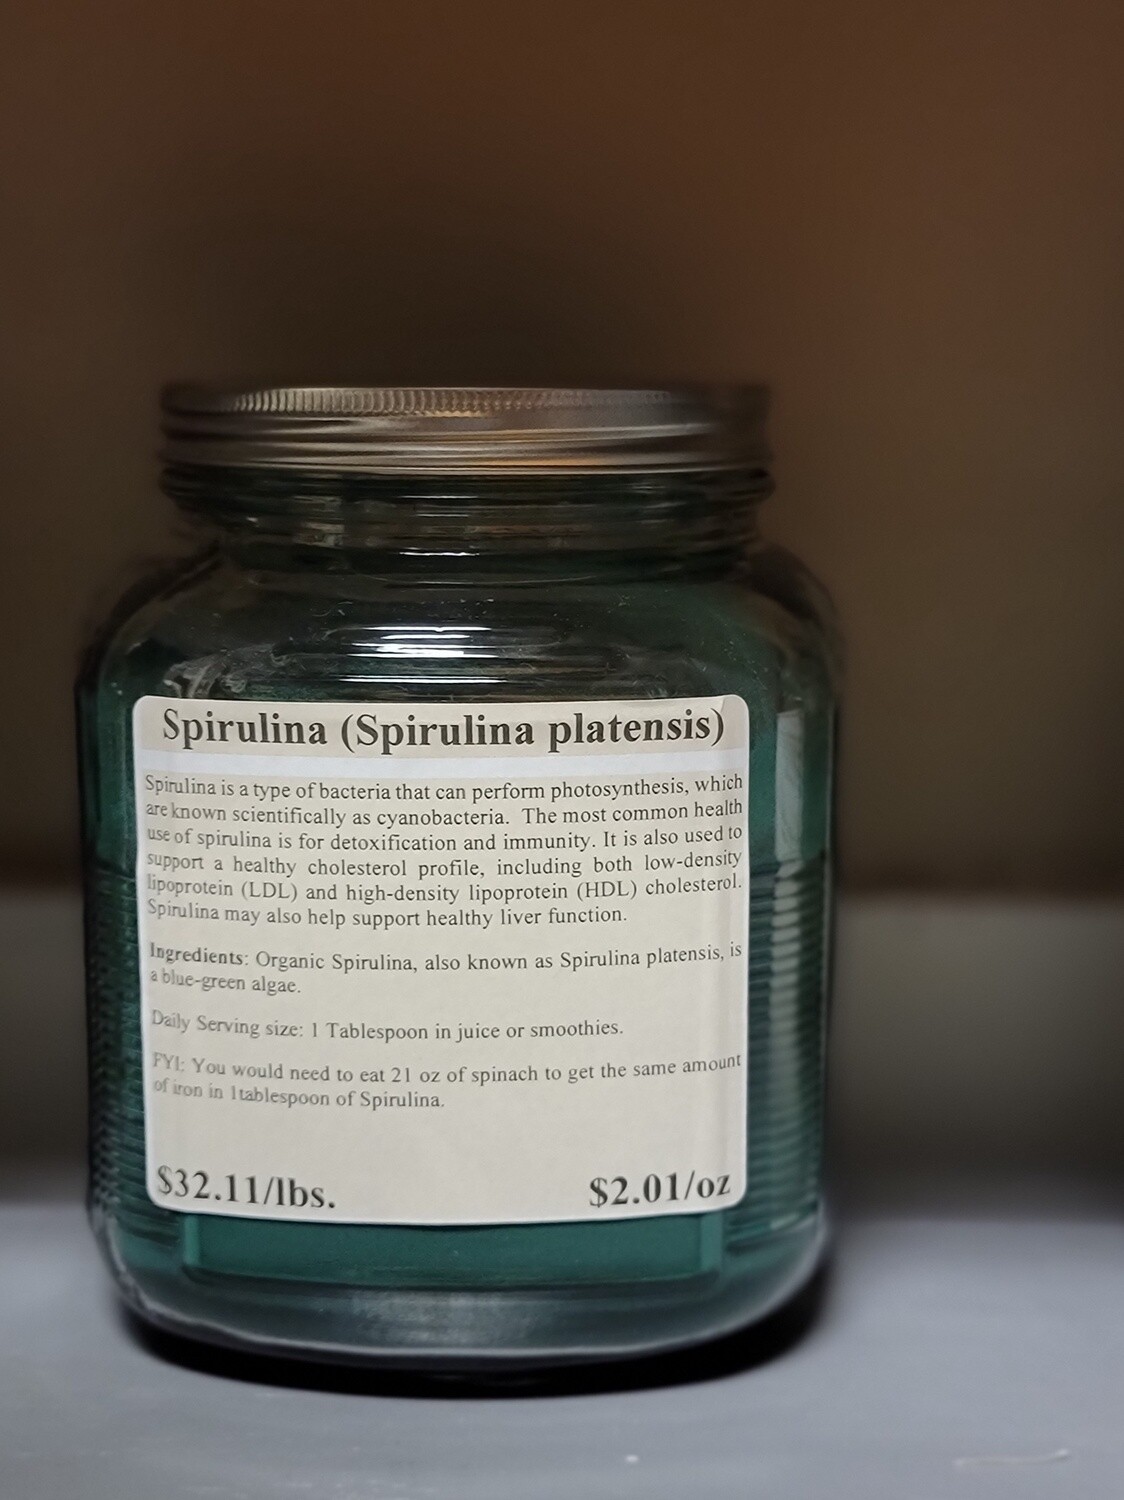 Spirulina (Spirulina platensis)
Spirulina is a type of bacteria that can perform photosynthesis, which
are known scientifically as cyanobacteria. The most common health
use of spirulina is for detoxification and immunity. It is also used to
support a healthy cholesterol profile, including both low-density
lipoprotein (LDL) and high-density lipoprotein (HDL) cholesterol.
Spirulina may also help support healthy liver function.
Ingredients: Organic Spirulina, also known as Spirulina platensis, is
a blue-green algae.
Daily Serving size: 1 Tablespoon in juice or smoothies.
FYI: You would need to eat 21 oz of spinach to get the same amount
of iron in 1tablespoon of Spirulina.
$32.11/lbs. $2.01/oz